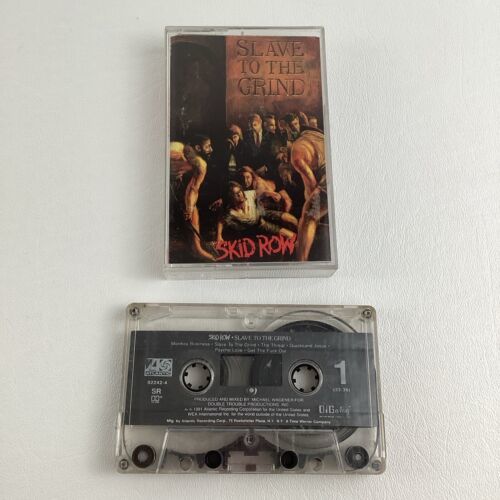 SLAVE
TO THE
GRIND
SKID ROW
SKID ROW • SLAVE TO THE GRIND
Monkey Business • Slave To The Grind • The Threat • Quicksand Jesus •
Psycho Love • Get The Fuck Out
ATLANTIC
82242-4
SR
1
DiGalog
PRODUCED AND MIXED BY MICHAEL WAGENER FOR
DOUBLE TROUBLE PRODUCTIONS, INC.
1991 Atlantic Recording Corporation for the United States and
WEA International Inc. for the world outside of the United States.
Mfg. by Atlantic Recording Corp., 75 Rockefeller Plaza, N.Y. N.Y. A Time Warner Company